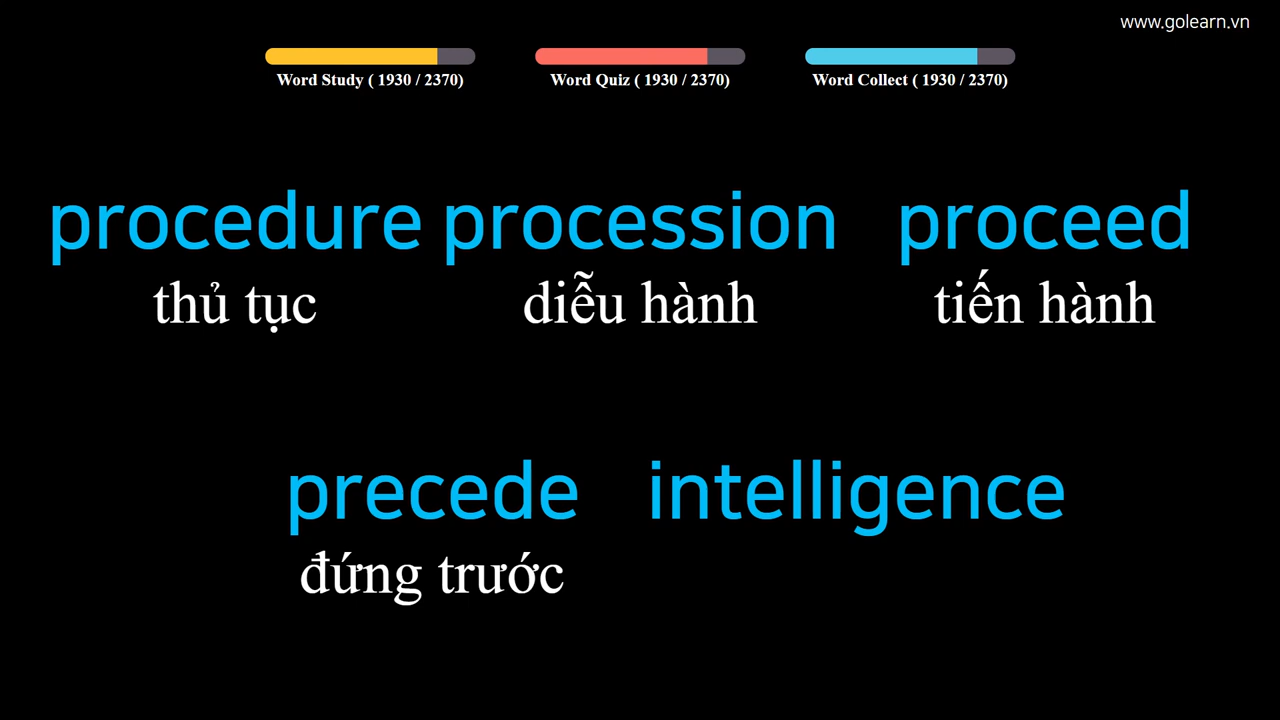 www.golearn.vn
Word Study ( 1930 / 2370)
Word Quiz ( 1930 / 2370)
Word Collect ( 1930 / 2370)
procedure procession proceed
thủ tục diễu hành tiến hành
precede intelligence
đứng trước